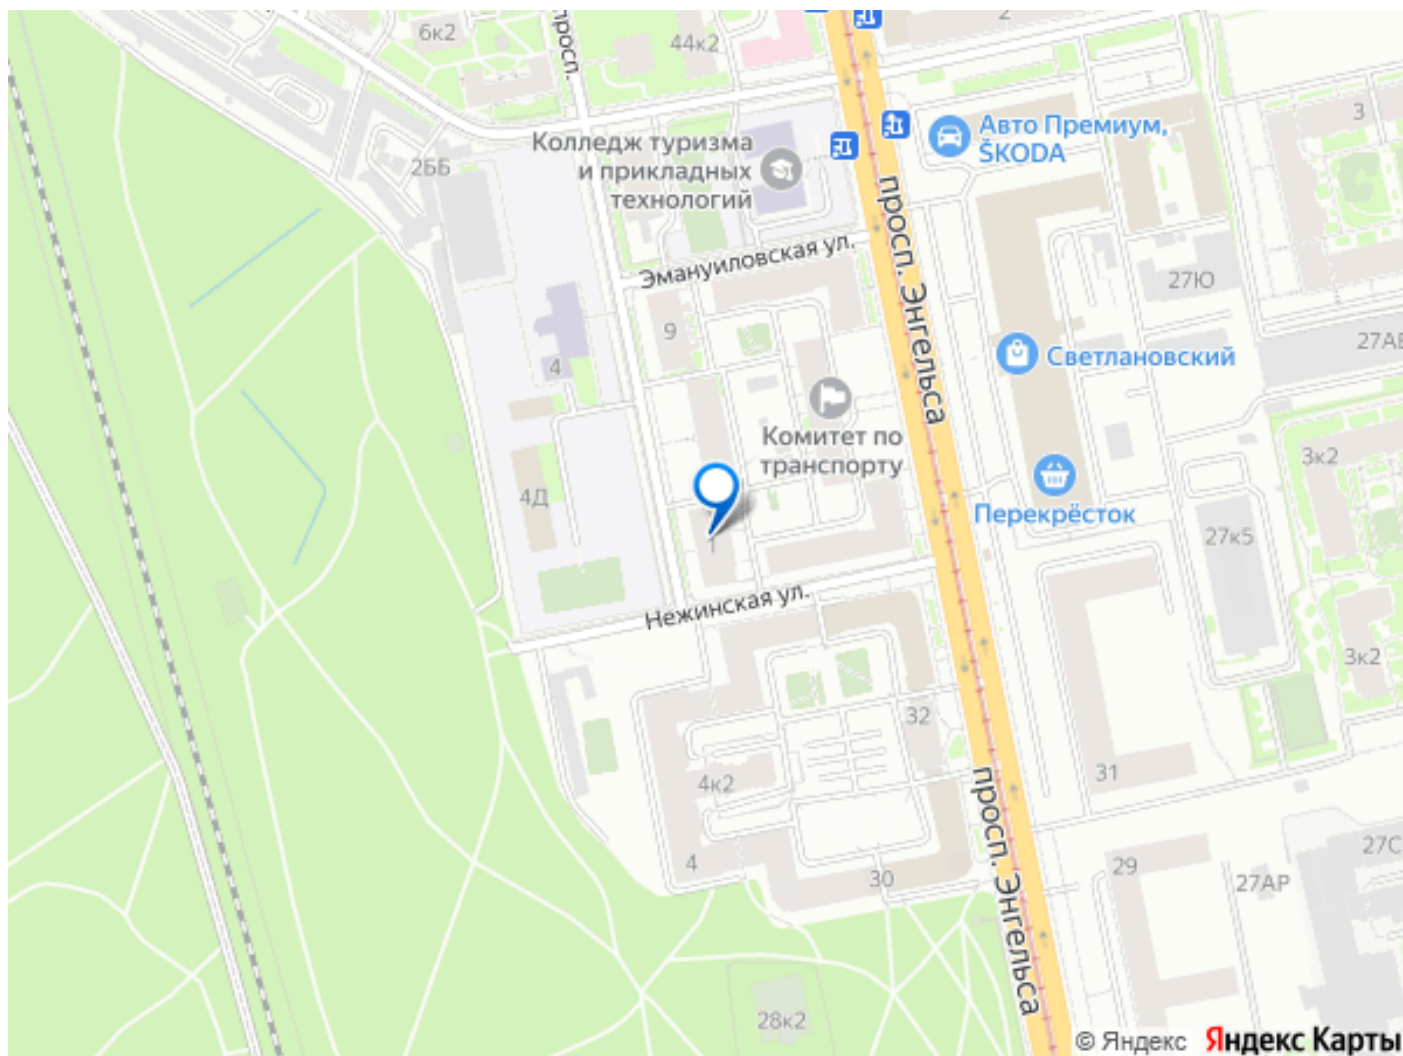 6к2
просп.
44к2
2
3
Колледж туризма
и прикладных
технологий
Авто Премиум,
ŠKODA
2ББ
просп. Энгельса
Эмануиловская ул.
27Ю
9
4
Светлановский
27АБ
Комитет по
транспорту
3к2
4Д
Перекрёсток
27к5
1
Нежинская ул.
3к2
32
4к2
31
просп. Энгельса
4
30
29
27С
27АР
28к2
© Яндекс Яндекс Карты